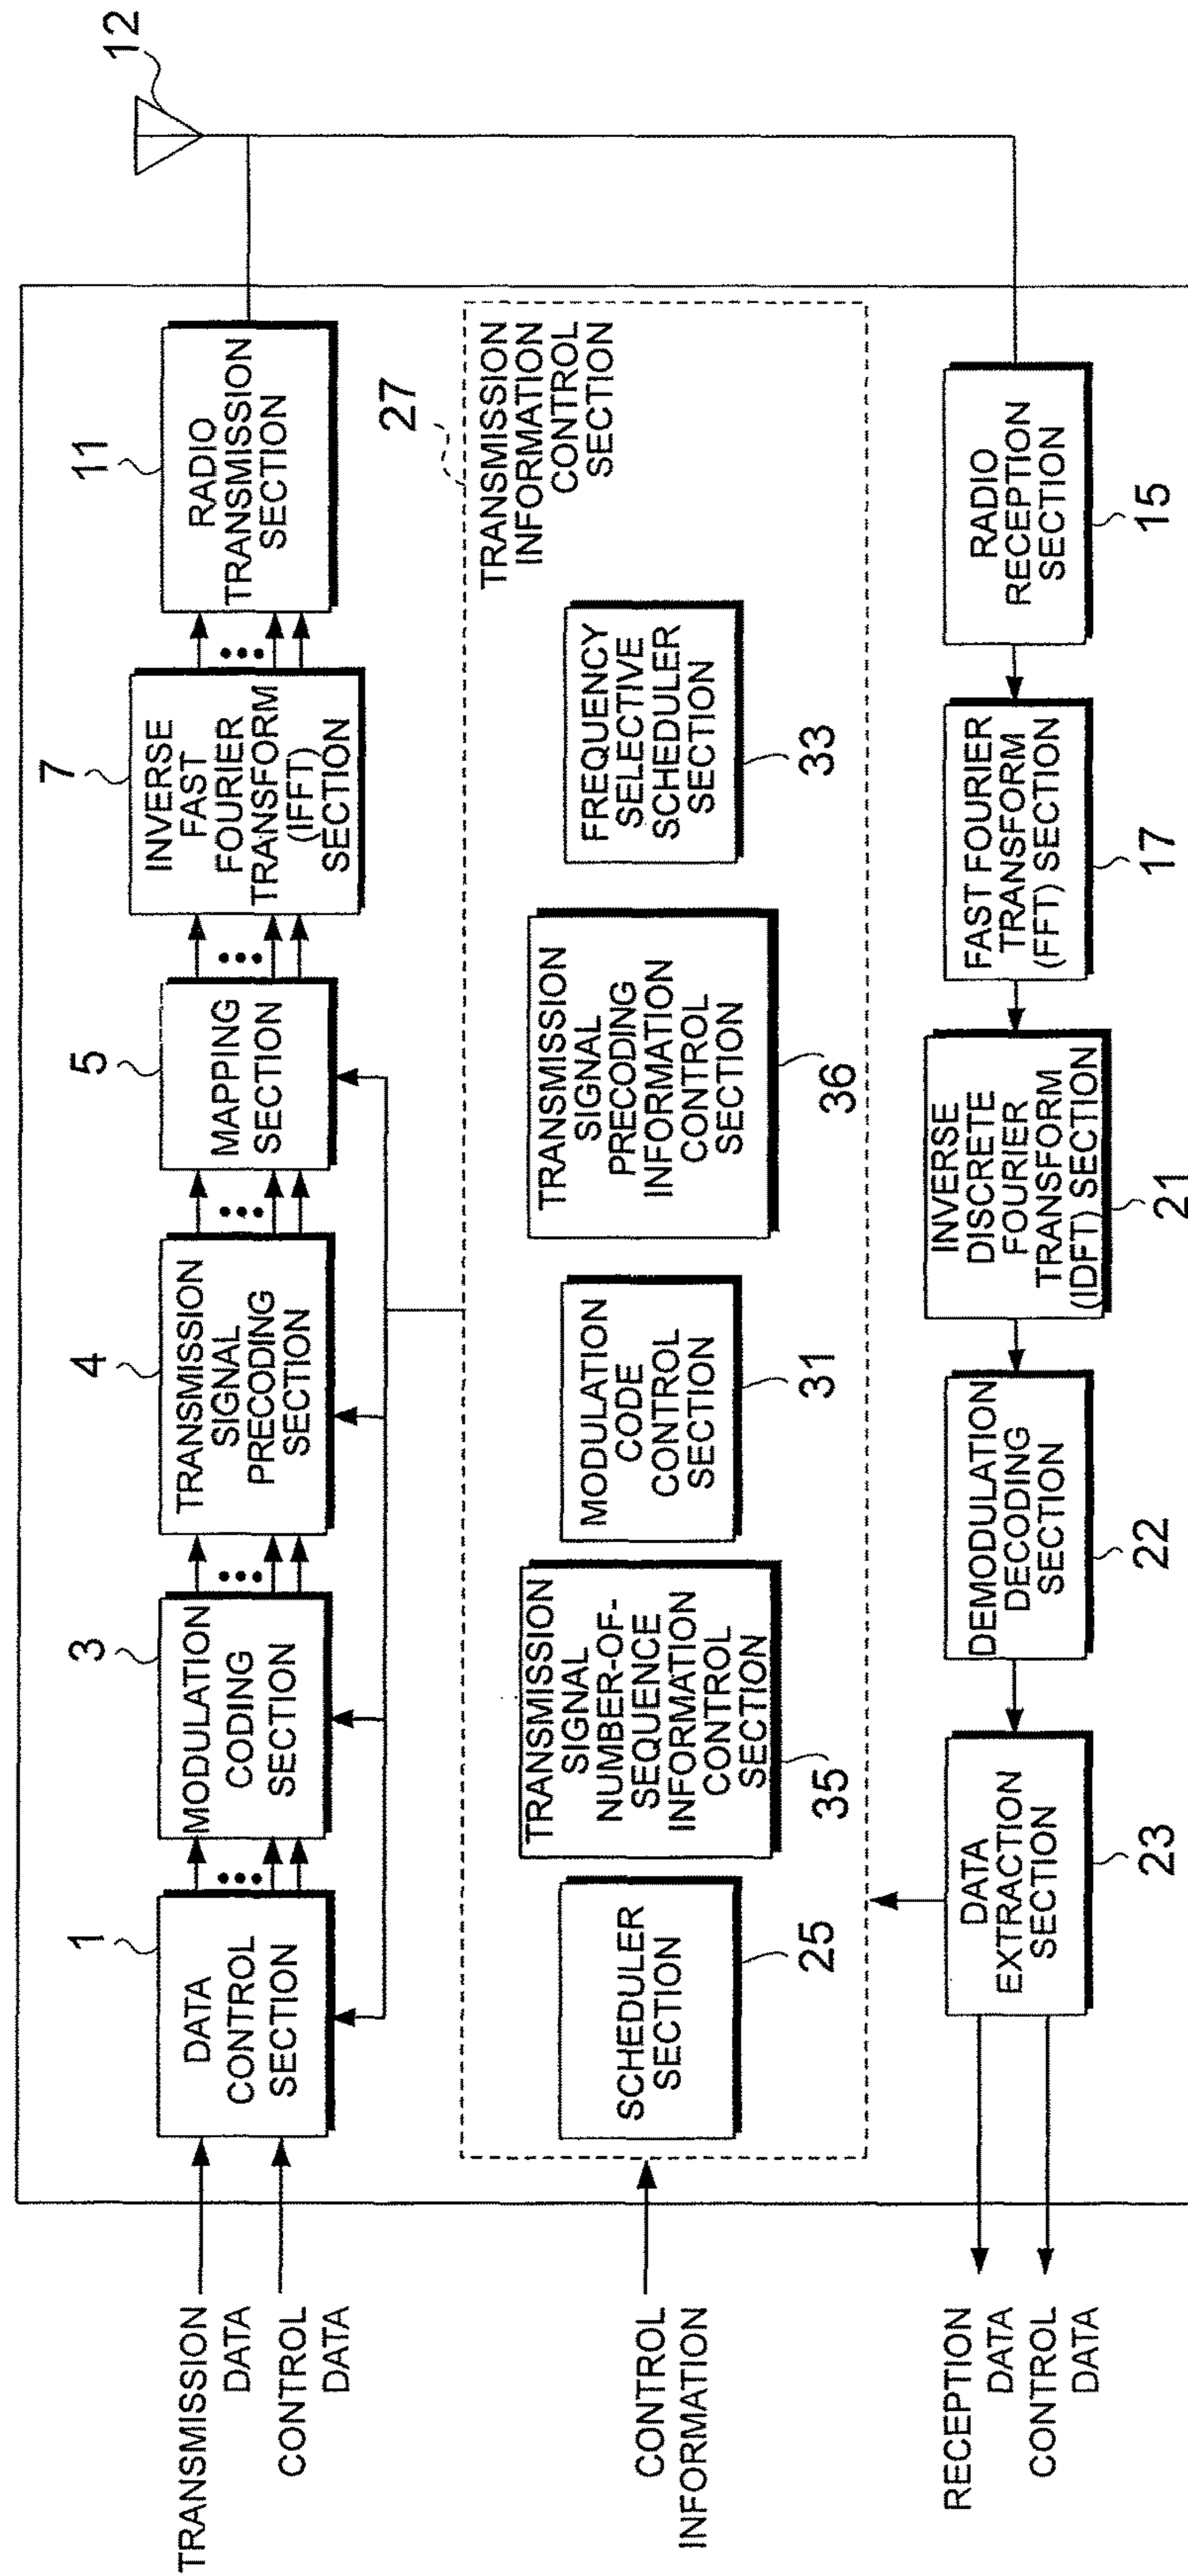 TRANSMISSION
DATA
CONTROL
DATA
1
DATA
CONTROL
SECTION
3
MODULATION
CODING
SECTION
4
TRANSMISSION
SIGNAL
PRECODING
SECTION
5
MAPPING
SECTION
7
INVERSE
FAST
FOURIER
TRANSFORM
(IFFT)
SECTION
11
RADIO
TRANSMISSION
SECTION
12
27
TRANSMISSION
INFORMATION
CONTROL
SECTION
CONTROL
INFORMATION
SCHEDULER
SECTION
25
TRANSMISSION
SIGNAL
NUMBER-OF-
SEQUENCE
INFORMATION
CONTROL
SECTION
35
MODULATION
CODE
CONTROL
SECTION
31
TRANSMISSION
SIGNAL
PRECODING
INFORMATION
CONTROL
SECTION
36
FREQUENCY
SELECTIVE
SCHEDULER
SECTION
33
RECEPTION
DATA
CONTROL
DATA
DATA
EXTRACTION
SECTION
23
DEMODULATION
DECODING
SECTION
22
INVERSE
DISCRETE
FOURIER
TRANSFORM
(IDFT) SECTION
21
FAST FOURIER
TRANSFORM
(FFT) SECTION
17
RADIO
RECEPTION
SECTION
15